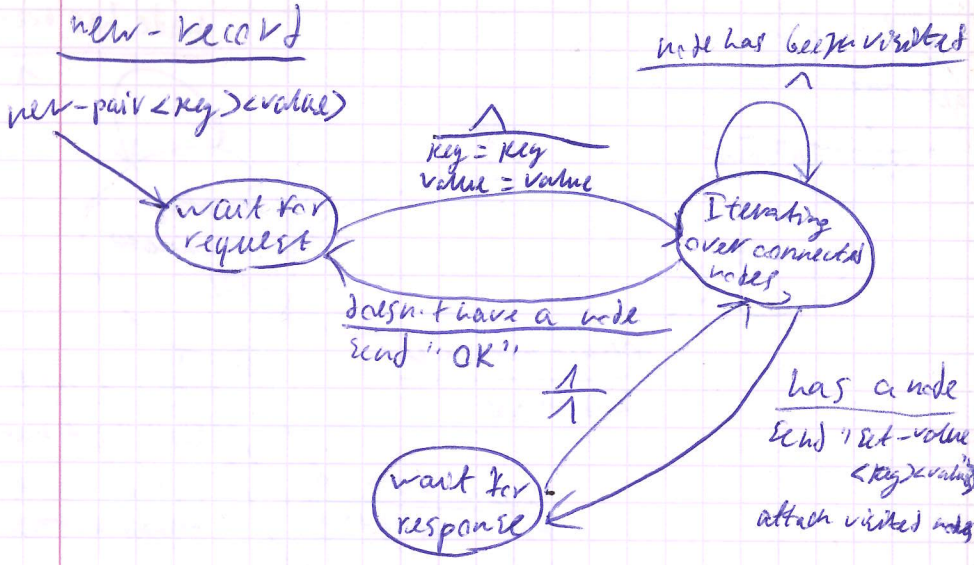 new-record
new-pair <key><value>
node has been visited
Λ
Λ
key = key
value = value
wait for
request
Iterating
over connected
nodes
doesn't have a node
send "OK"
1
1
has a node
send "set-value
<key><value>"
attach visited nodes
wait for
response